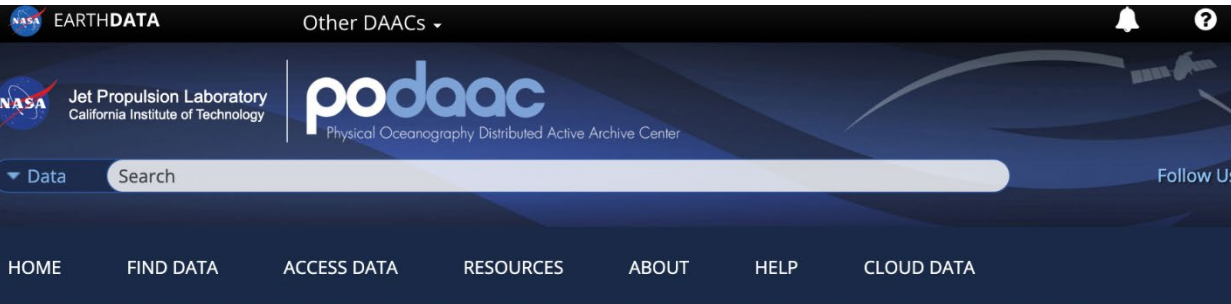 NASA EARTHDATA Other DAACs
NASA Jet Propulsion Laboratory
California Institute of Technology
podaac
Physical Oceanography Distributed Active Archive Center
Data Search Follow Us
HOME FIND DATA ACCESS DATA RESOURCES ABOUT HELP CLOUD DATA